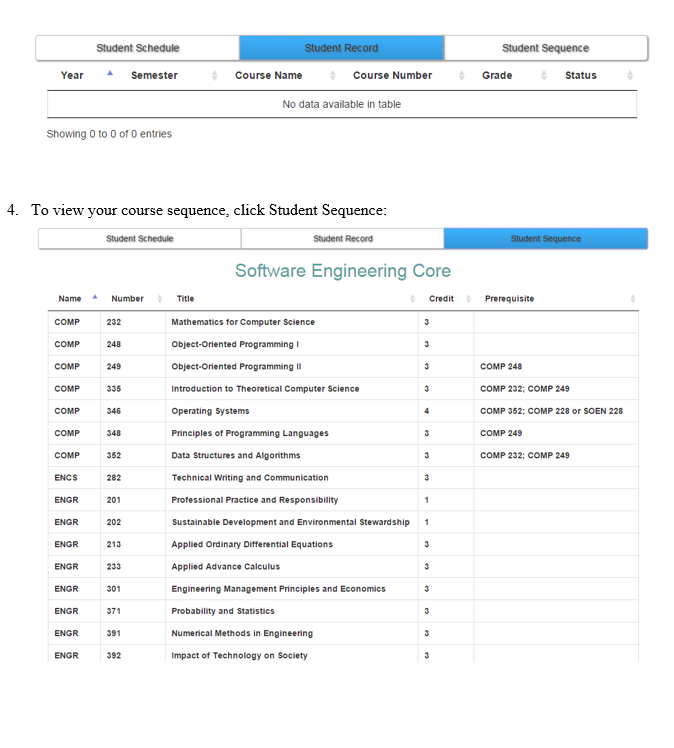 Student Schedule Student Record Student Sequence
Year Semester Course Name Course Number Grade Status
No data available in table
Showing 0 to 0 of 0 entries
4. To view your course sequence, click Student Sequence:
Student Schedule Student Record Student Sequence
Software Engineering Core
Name Number Title Credit Prerequisite
COMP 232 Mathematics for Computer Science 3
COMP 248 Object-Oriented Programming I 3
COMP 249 Object-Oriented Programming II 3 COMP 248
COMP 335 Introduction to Theoretical Computer Science 3 COMP 232; COMP 249
COMP 346 Operating Systems 4 COMP 352; COMP 228 or SOEN 228
COMP 348 Principles of Programming Languages 3 COMP 249
COMP 352 Data Structures and Algorithms 3 COMP 232; COMP 249
ENCS 282 Technical Writing and Communication 3
ENGR 201 Professional Practice and Responsibility 1
ENGR 202 Sustainable Development and Environmental Stewardship 1
ENGR 213 Applied Ordinary Differential Equations 3
ENGR 233 Applied Advance Calculus 3
ENGR 301 Engineering Management Principles and Economics 3
ENGR 371 Probability and Statistics 3
ENGR 391 Numerical Methods in Engineering 3
ENGR 392 Impact of Technology on Society 3